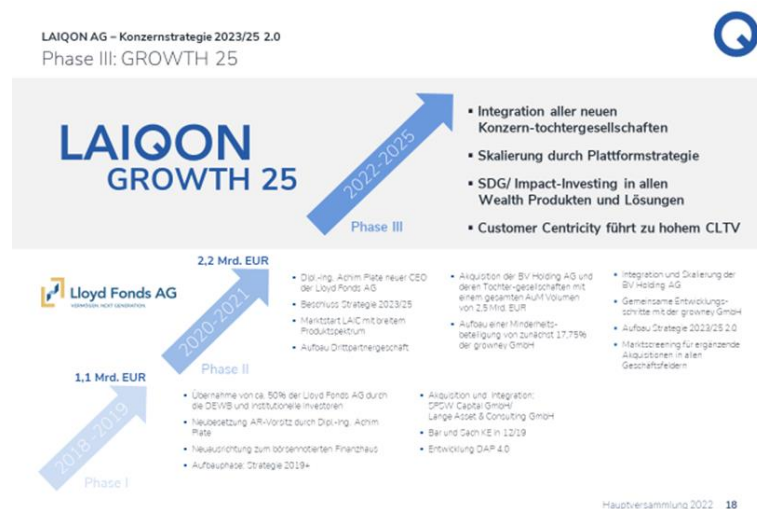 LAIQON AG – Konzernstrategie 2023/25 2.0
Phase III: GROWTH 25
LAIQON
GROWTH 25
2022-2025
Phase III
▪ Integration aller neuen
Konzern-tochtergesellschaften
▪ Skalierung durch Plattformstrategie
▪ SDG/ Impact-Investing in allen
Wealth Produkten und Lösungen
▪ Customer Centricity führt zu hohem CLTV
2,2 Mrd. EUR
Lloyd Fonds AG
VERMÖGEN. NEXT GENERATION
2020-2021
Phase II
▪ Dipl.-Ing. Achim Plate neuer CEO
der Lloyd Fonds AG
▪ Beschluss Strategie 2023/25
▪ Marktstart LAIC mit breitem
Produktspektrum
▪ Aufbau Drittpartnergeschäft
▪ Akquisition der BV Holding AG und
deren Tochter-gesellschaften mit
einem gesamten AuM Volumen
von 2,5 Mrd. EUR
▪ Aufbau einer Minderheits-
beteiligung von zunächst 17,75%
der growney GmbH
▪ Integration und Skalierung der
BV Holding AG
▪ Gemeinsame Entwicklungs-
schritte mit der growney GmbH
▪ Aufbau Strategie 2023/25 2.0
▪ Marktscreening für ergänzende
Akquisitionen in allen
Geschäftsfeldern
1,1 Mrd. EUR
2018-2019
Phase I
▪ Übernahme von ca. 50% der Lloyd Fonds AG durch
die DEWB und institutionelle Investoren
▪ Neubesetzung AR-Vorsitz durch Dipl.-Ing. Achim
Plate
▪ Neuausrichtung zum börsennotierten Finanzhaus
▪ Aufbauphase: Strategie 2019+
▪ Akquisition und Integration:
SPSW Capital GmbH/
Lange Asset & Consulting GmbH
▪ Bar und Sach KE in 12/19
▪ Entwicklung DAP 4.0
Hauptversammlung 2022 18